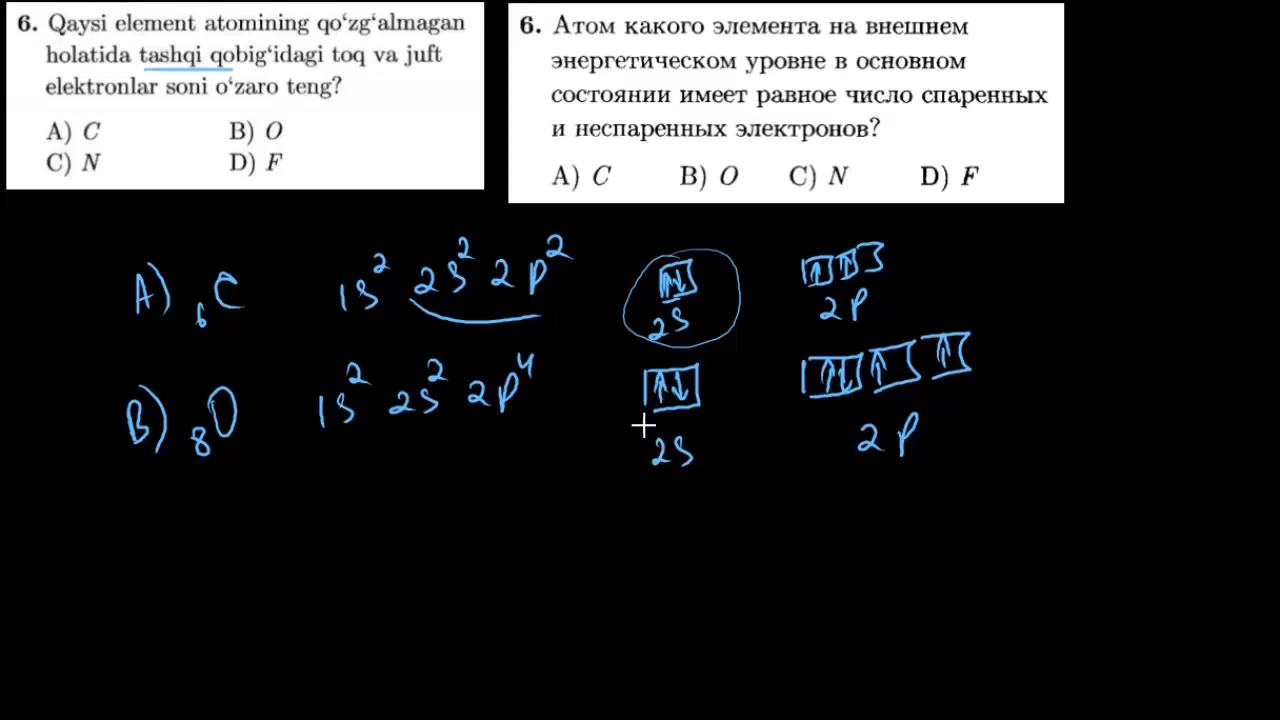 6. Qaysi element atomining qo‘zg‘almagan
holatida tashqi qobig‘idagi toq va juft
elektronlar soni o‘zaro teng?
A) C B) O
C) N D) F
6. Атом какого элемента на внешнем
энергетическом уровне в основном
состоянии имеет равное число спаренных
и неспаренных электронов?
A) C B) O C) N D) F
A) ₆C 1s² 2s² 2p² ↑↓ ↑ ↑
2s 2p
B) ₈O 1s² 2s² 2p⁴ ↑↓ ↑↓ ↑ ↑
2s 2p